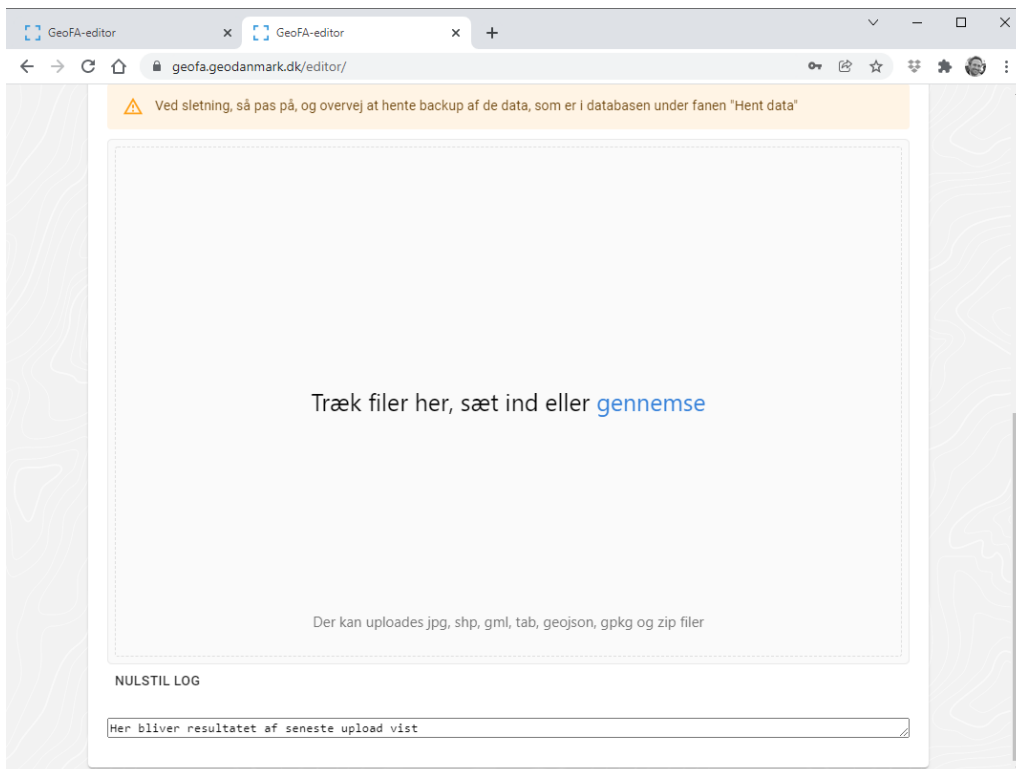 GeoFA-editor
GeoFA-editor
geofa.geodanmark.dk/editor/
Ved sletning, så pas på, og overvej at hente backup af de data, som er i databasen under fanen "Hent data"
Træk filer her, sæt ind eller gennemse
Der kan uploades jpg, shp, gml, tab, geojson, gpkg og zip filer
NULSTIL LOG
Her bliver resultatet af seneste upload vist